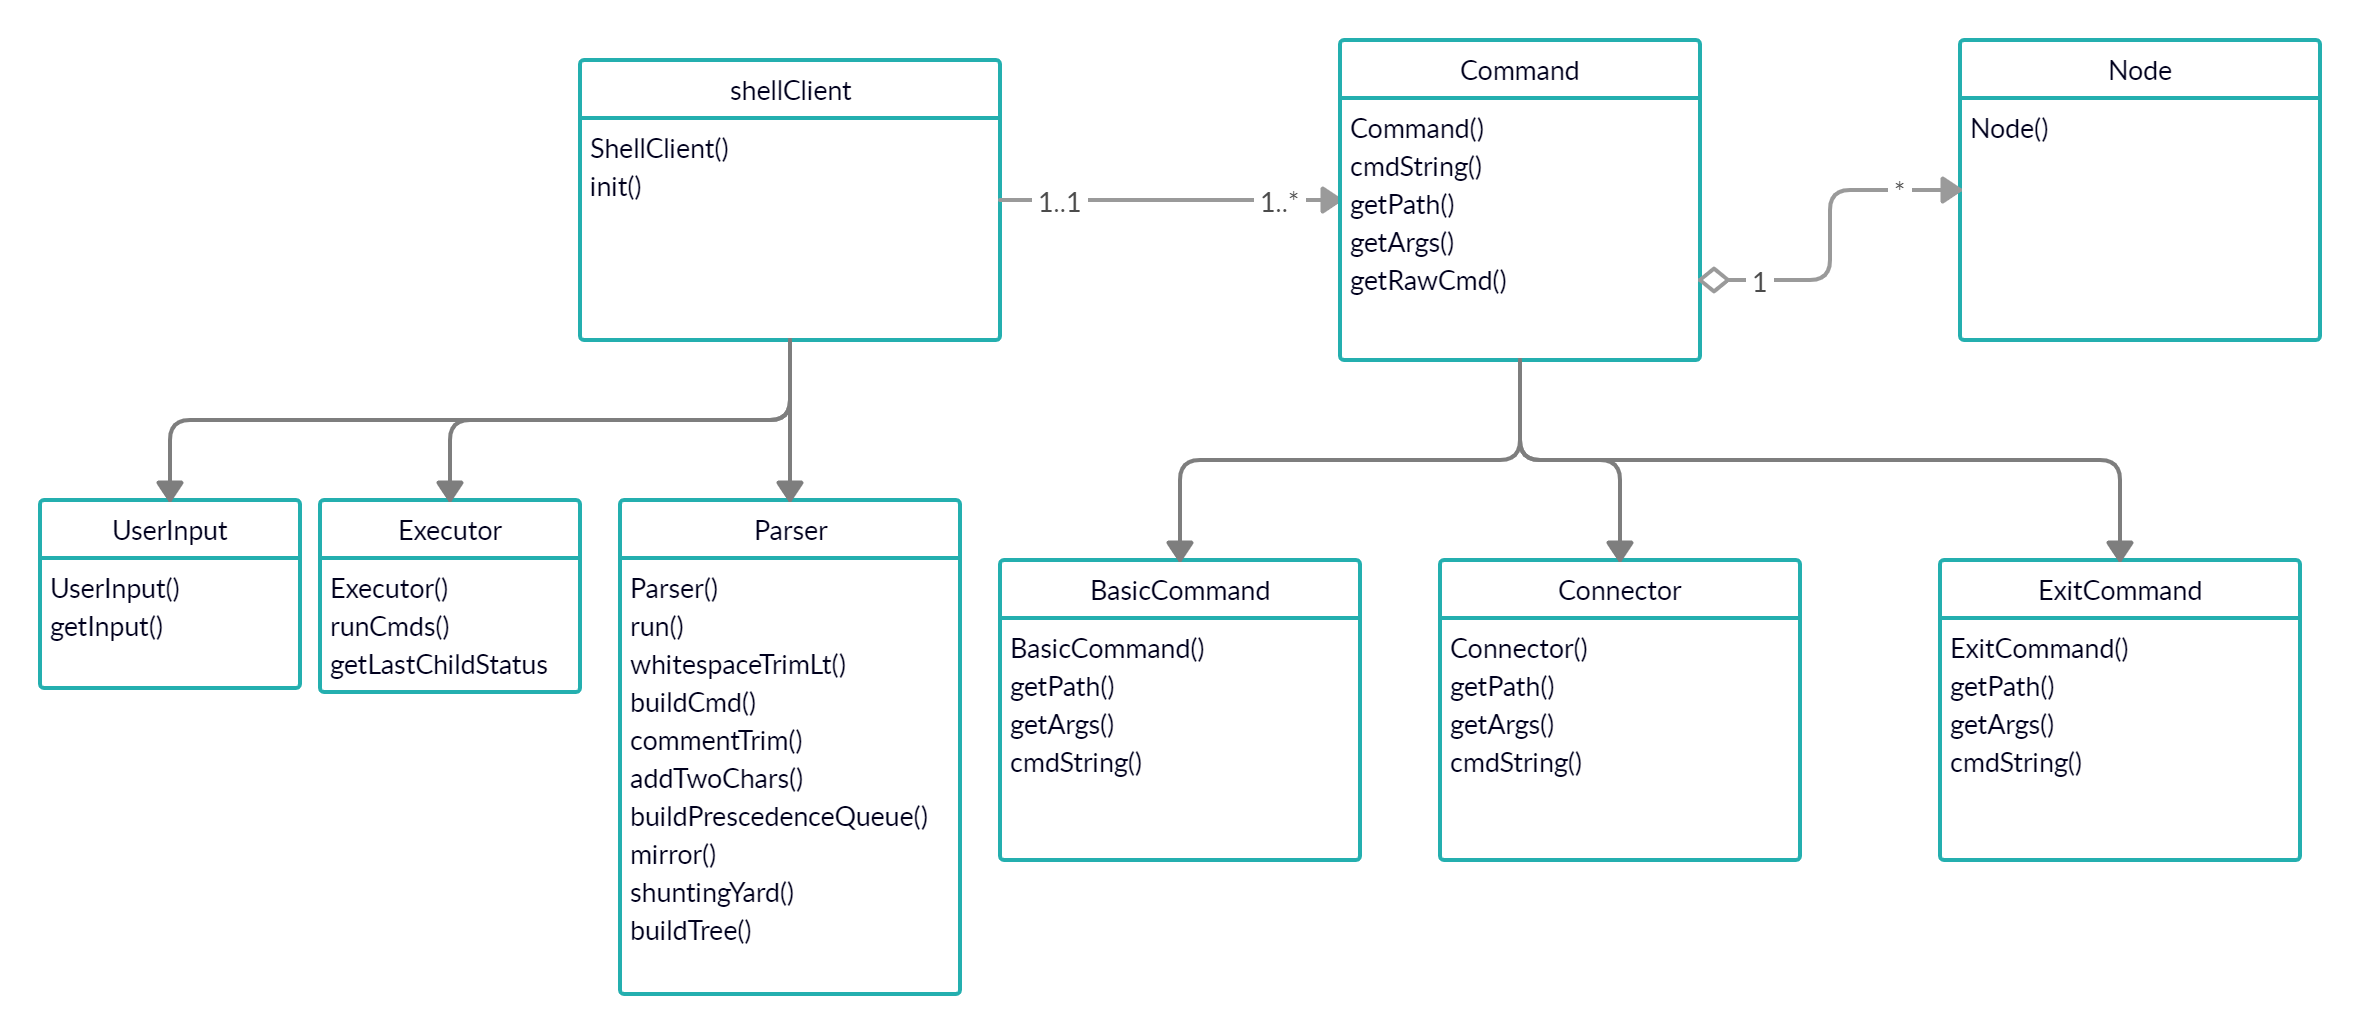 shellClient
ShellClient()
init()
1..1
1..*
Command
Command()
cmdString()
getPath()
getArgs()
getRawCmd()
1
*
Node
Node()
UserInput
UserInput()
getInput()
Executor
Executor()
runCmds()
getLastChildStatus
Parser
Parser()
run()
whitespaceTrimLt()
buildCmd()
commentTrim()
addTwoChars()
buildPrescedenceQueue()
mirror()
shuntingYard()
buildTree()
BasicCommand
BasicCommand()
getPath()
getArgs()
cmdString()
Connector
Connector()
getPath()
getArgs()
cmdString()
ExitCommand
ExitCommand()
getPath()
getArgs()
cmdString()